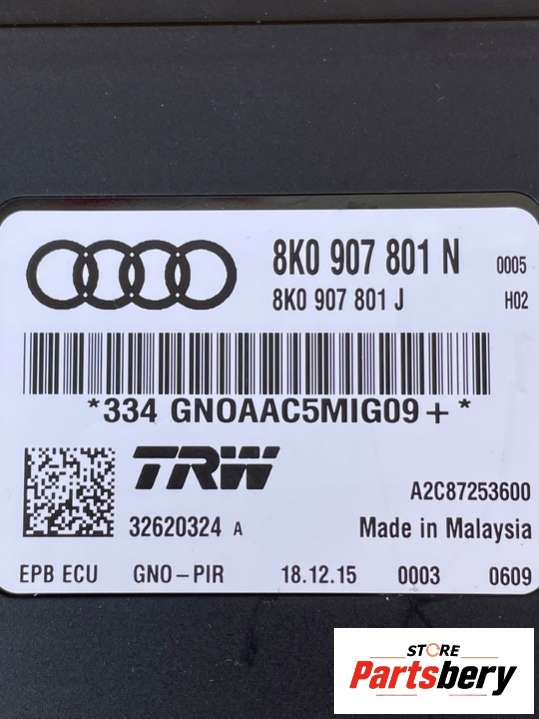 8K0 907 801 N 0005
8K0 907 801 J H02
*334 GNOAAC5MIG09+*
TRW
A2C87253600
32620324 A Made in Malaysia
EPB ECU GNO-PIR 18.12.15 0003 0609
STORE
Partsbery